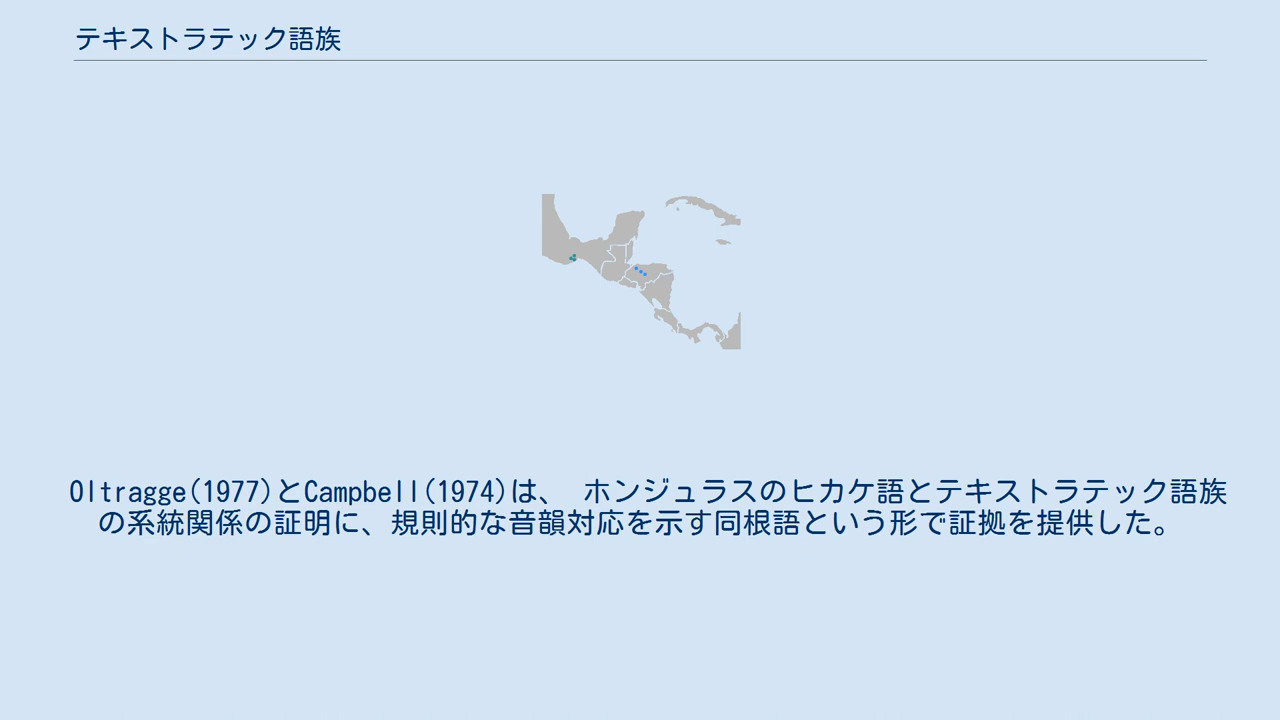 テキストラテック語族
Oltragge(1977)とCampbell(1974)は、 ホンジュラスのヒカケ語とテキストラテック語族
の系統関係の証明に、規則的な音韻対応を示す同根語という形で証拠を提供した。